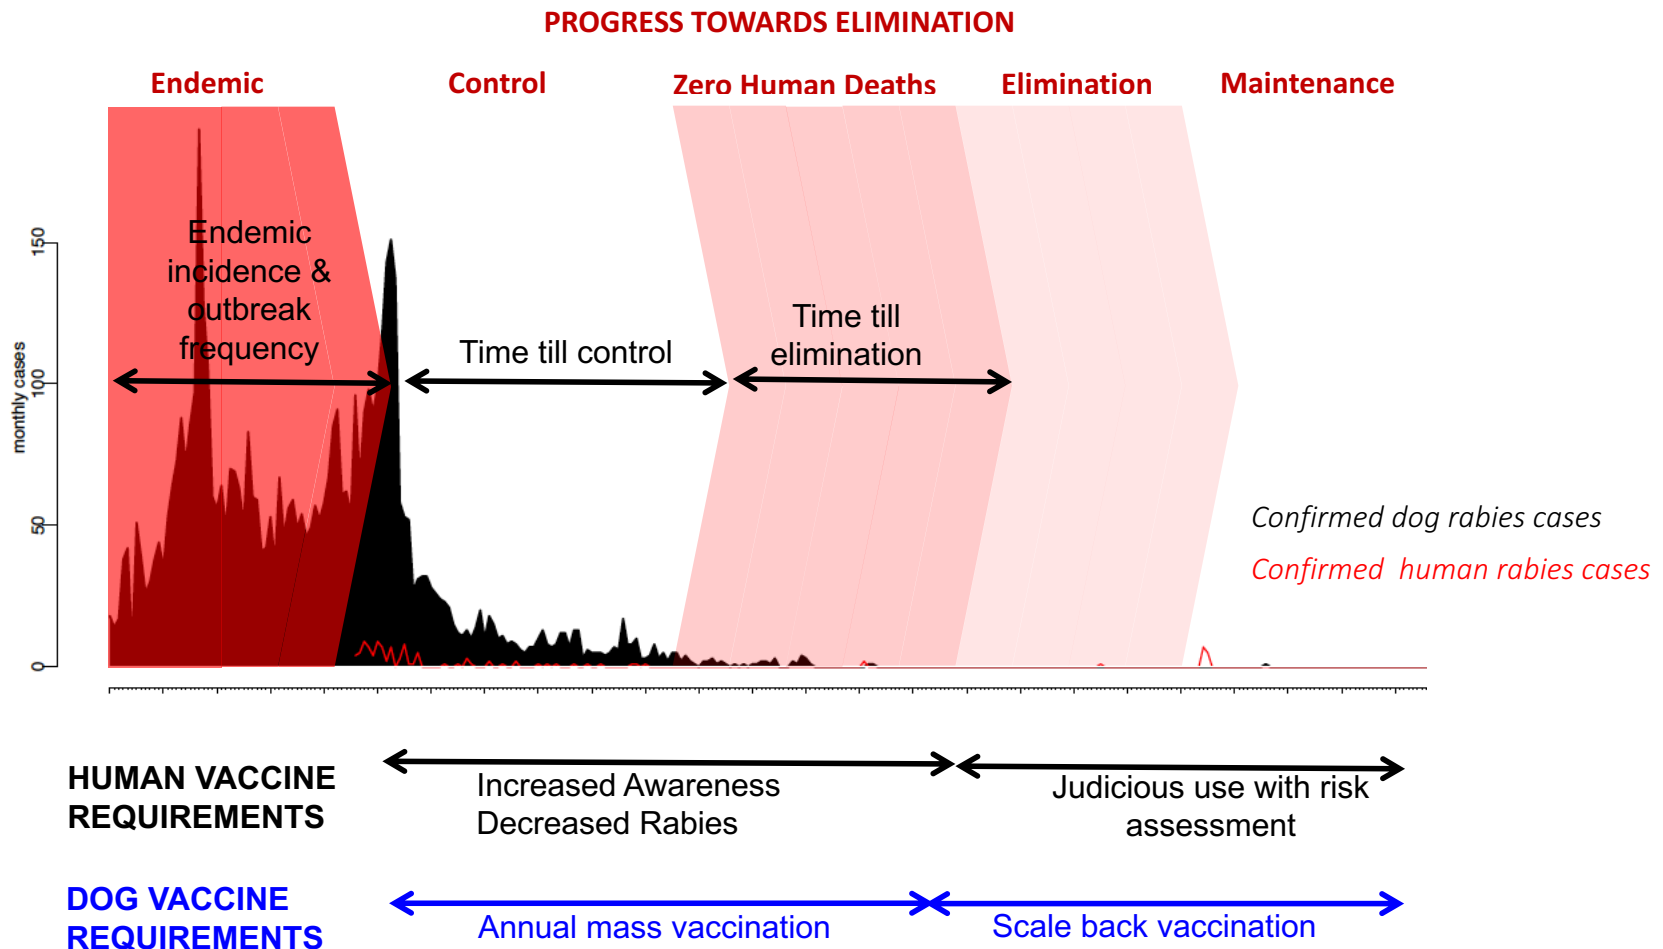 PROGRESS TOWARDS ELIMINATION
Endemic
Control
Zero Human Deaths
Elimination
Maintenance
monthly cases
150
100
50
0
Endemic
incidence &
outbreak
frequency
Time till control
Time till
elimination
Confirmed dog rabies cases
Confirmed human rabies cases
HUMAN VACCINE
REQUIREMENTS
Increased Awareness
Decreased Rabies
Judicious use with risk
assessment
DOG VACCINE
REQUIREMENTS
Annual mass vaccination
Scale back vaccination